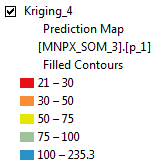 Kriging_4
Prediction Map
[MNPX_SOM_3].[p_1]
Filled Contours
21 – 30
30 – 50
50 – 75
75 – 100
100 – 235.3